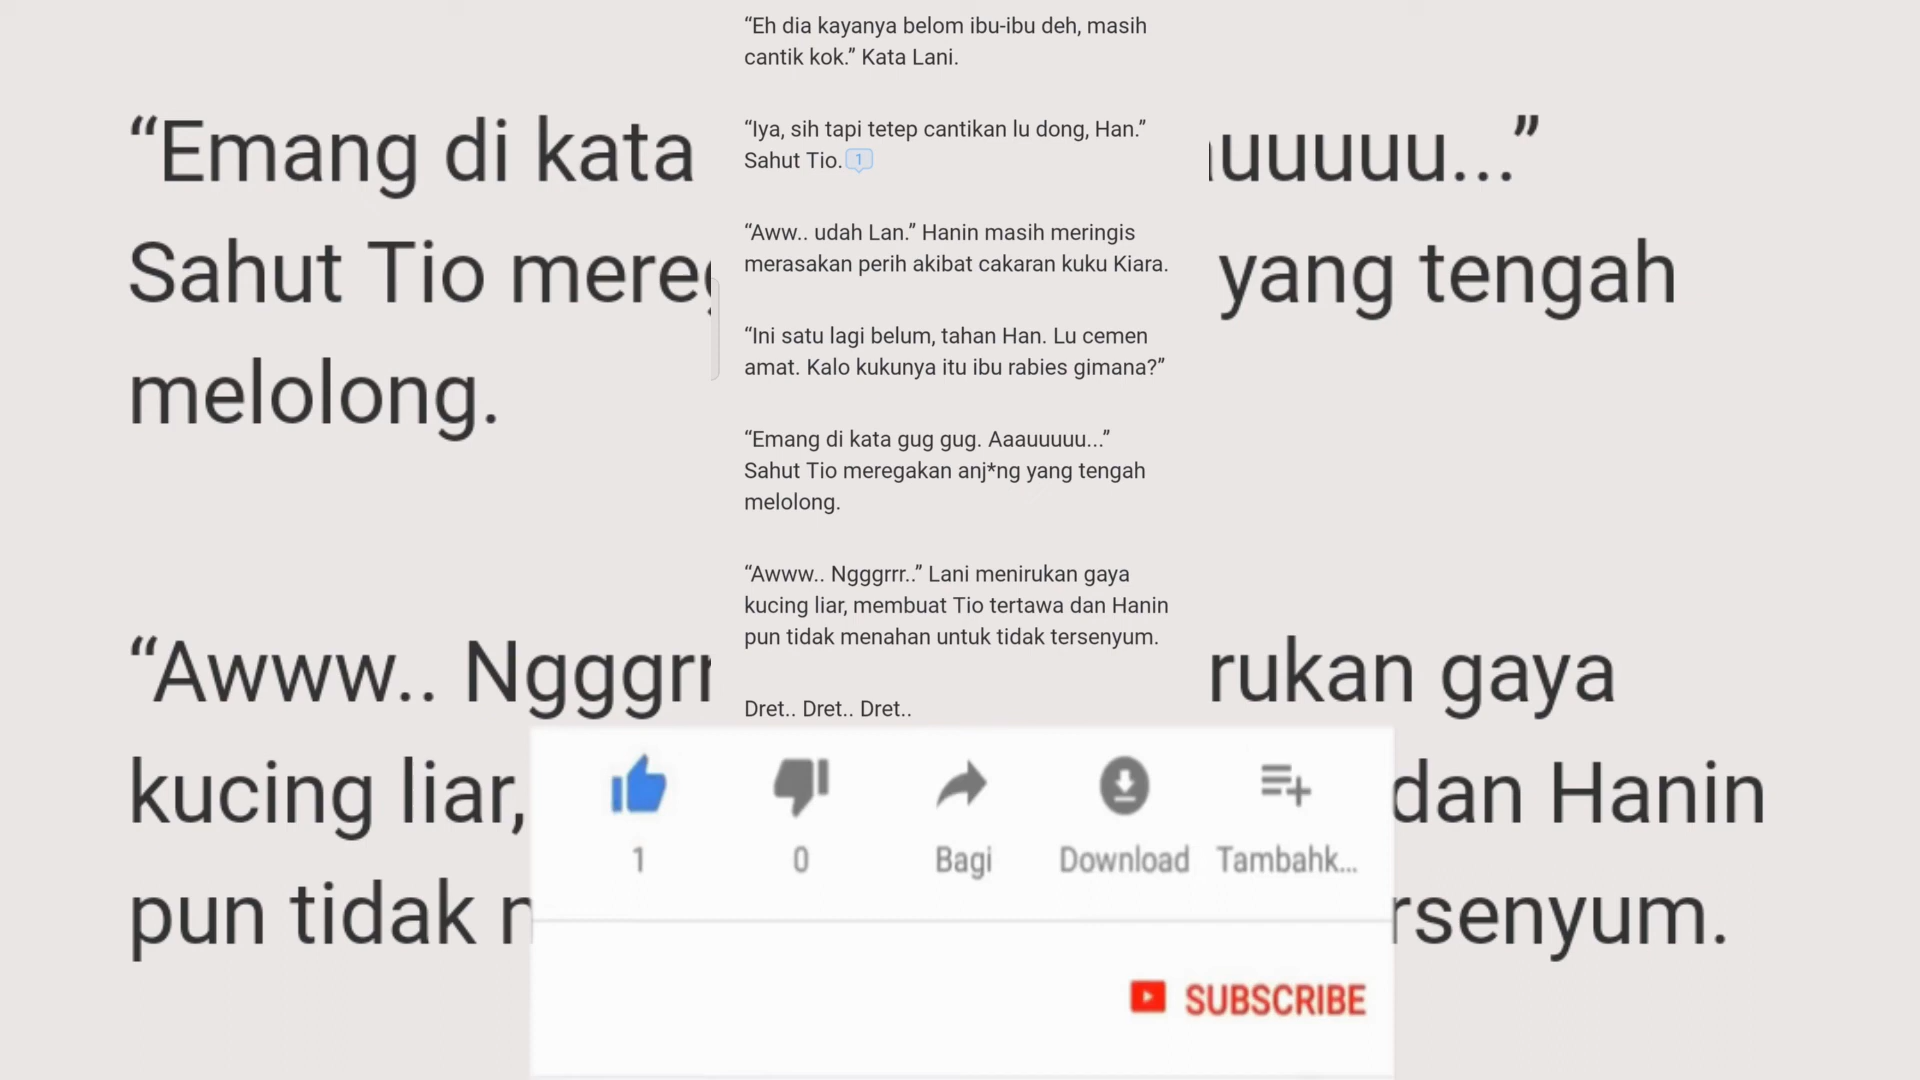 “Eh dia kayanya belom ibu-ibu deh, masih
cantik kok.” Kata Lani.
“Iya, sih tapi tetep cantikan lu dong, Han.”
Sahut Tio.
1
“Aww.. udah Lan.” Hanin masih meringis
merasakan perih akibat cakaran kuku Kiara.
“Ini satu lagi belum, tahan Han. Lu cemen
amat. Kalo kukunya itu ibu rabies gimana?”
“Emang di kata gug gug. Aaauuuuu...”
Sahut Tio meregakan anj*ng yang tengah
melolong.
“Awww.. Ngggrrr..” Lani menirukan gaya
kucing liar, membuat Tio tertawa dan Hanin
pun tidak menahan untuk tidak tersenyum.
Dret.. Dret.. Dret..
“Emang di kata
uuuuu...”
Sahut Tio
yang tengah
melolong.
“Awww..
rukan gaya
kucing liar,
dan Hanin
pun tidak
rsenyum.
1
0
Bagi
Download
Tambahk...
SUBSCRIBE